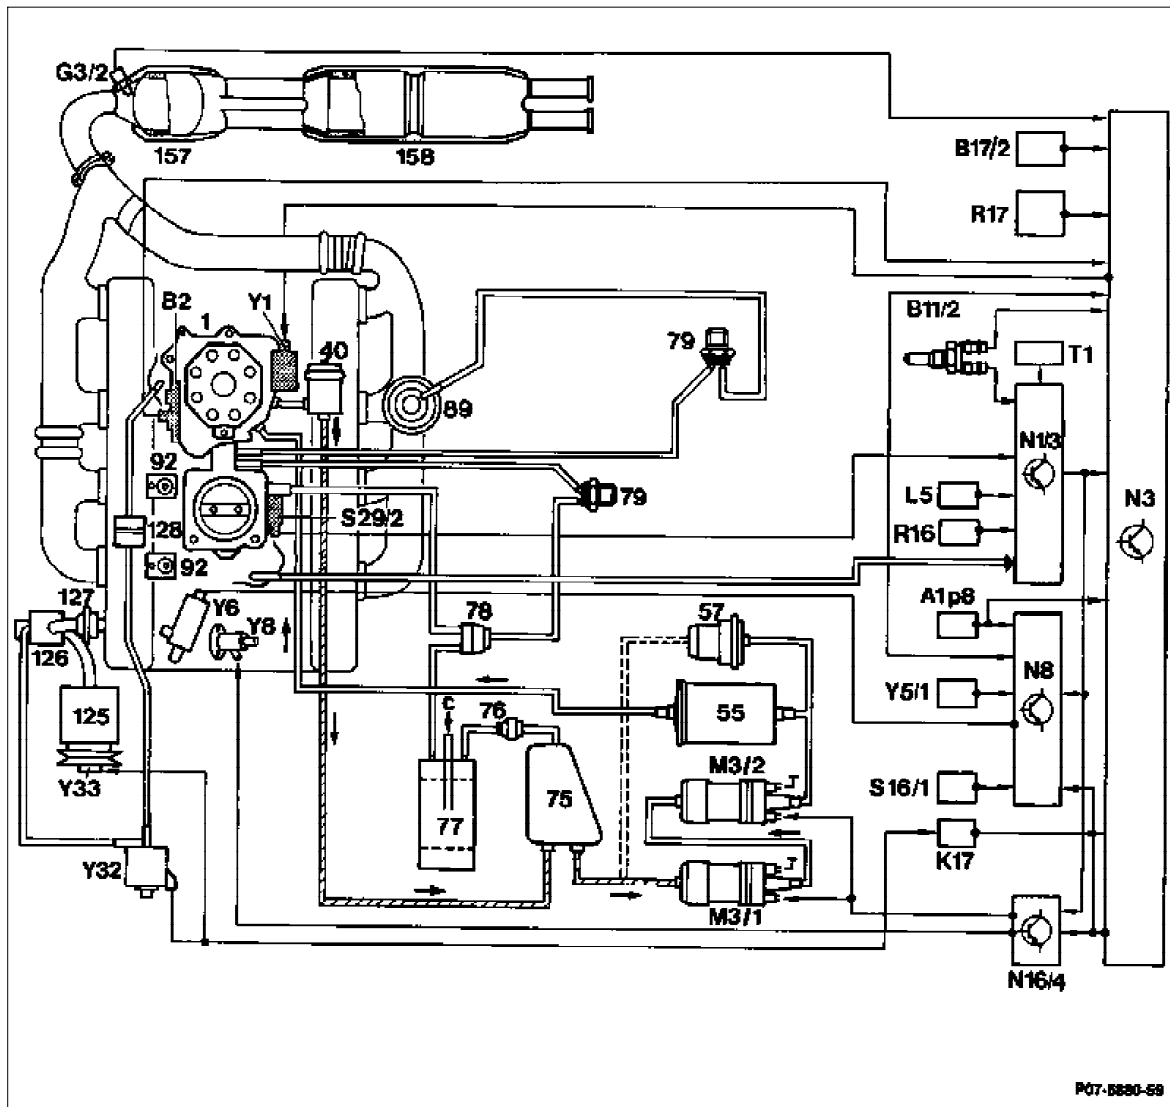 G3/2
157
158
B17/2
R17
B2
Y1
1
40
79
B11/2
T1
89
N1/3
92
79
L5
N3
128
S29/2
R16
92
127
Y6
Y8
78
57
A1p8
126
N8
125
C
76
55
Y5/1
M3/2
Y33
75
77
S16/1
K17
Y32
M3/1
N16/4
P07-5880-59